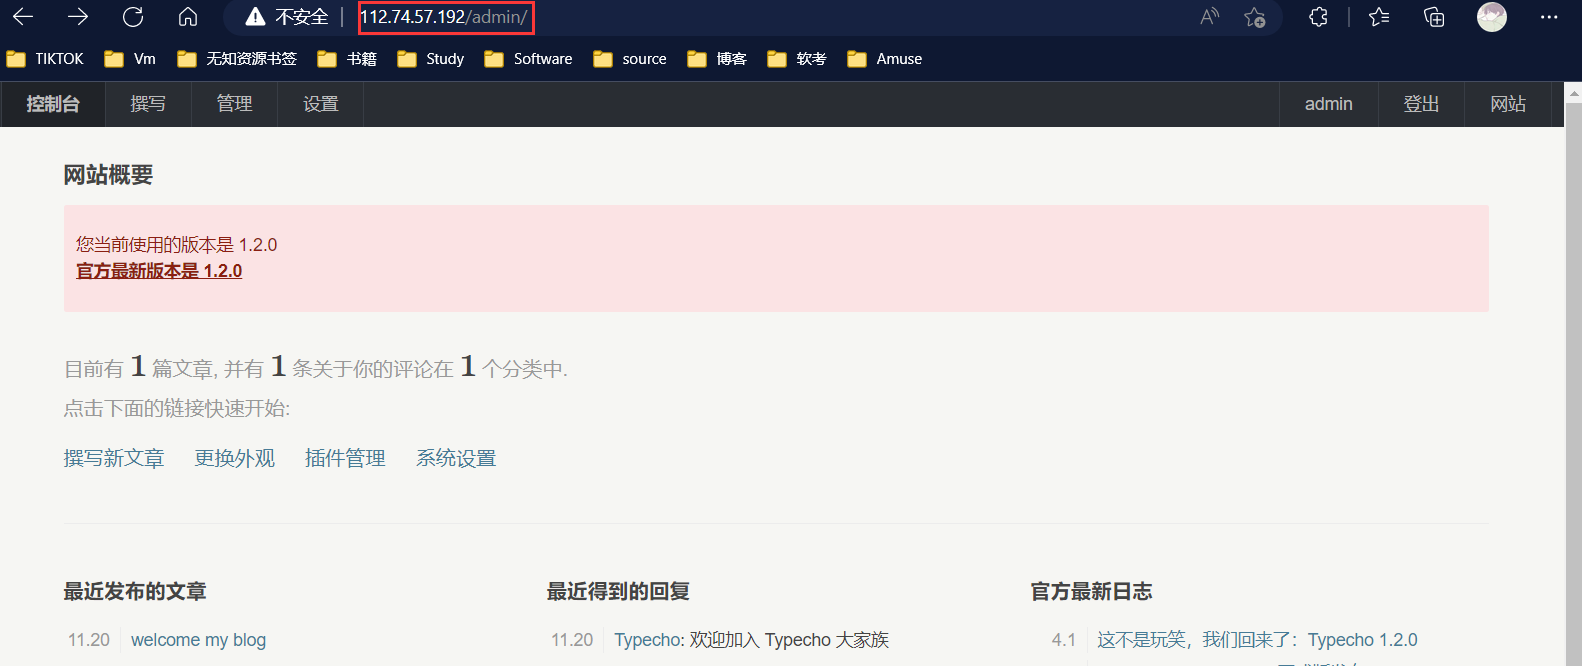 不安全 112.74.57.192/admin/
TIKTOK Vm 无知资源书签 书籍 Study Software source 博客 软考 Amuse
控制台 撰写 管理 设置 admin 登出 网站
网站概要
您当前使用的版本是 1.2.0
官方最新版本是 1.2.0
目前有 1 篇文章, 并有 1 条关于你的评论在 1 个分类中.
点击下面的链接快速开始:
撰写新文章 更换外观 插件管理 系统设置
最近发布的文章 最近得到的回复 官方最新日志
11.20 welcome my blog 11.20 Typecho: 欢迎加入 Typecho 大家族 4.1 这不是玩笑，我们回来了：Typecho 1.2.0